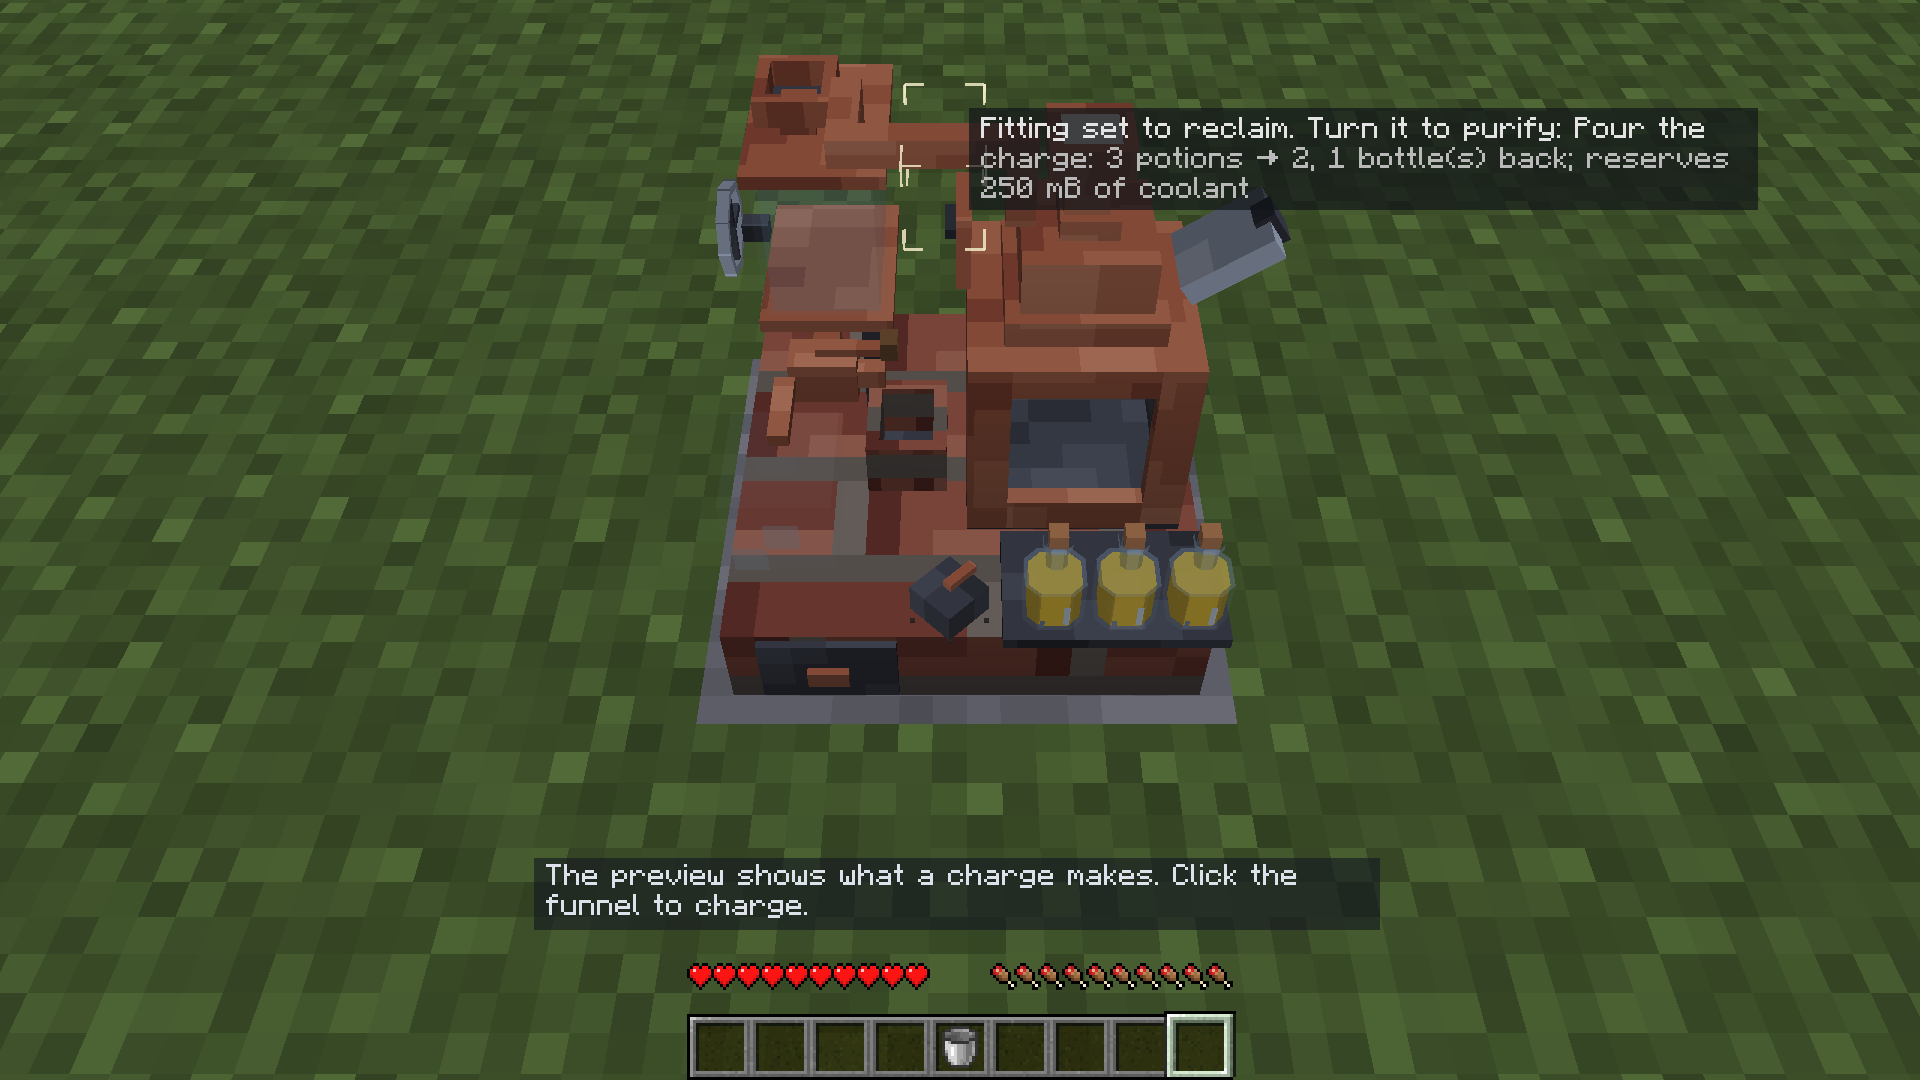 Fitting set to reclaim. Turn it to purify: Pour the
charge: 3 potions → 2, 1 bottle(s) back; reserves
250 mB of coolant
The preview shows what a charge makes. Click the
funnel to charge.